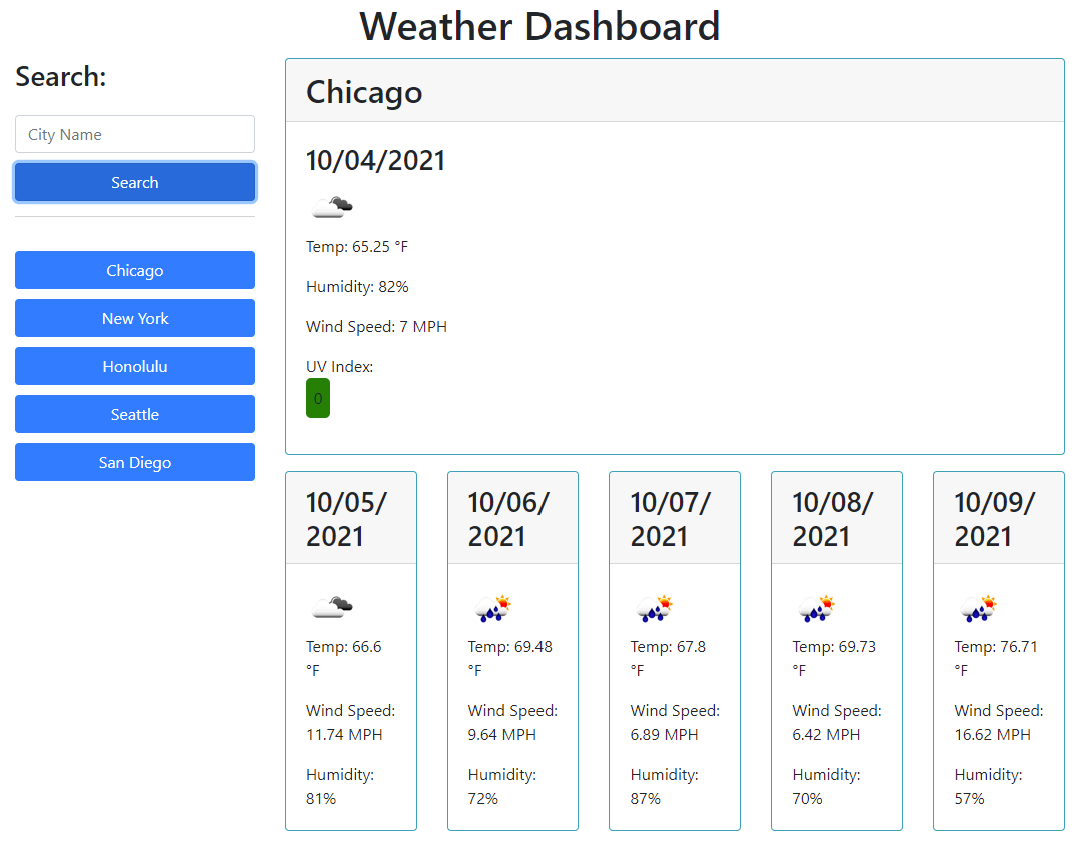 Weather Dashboard
Search:
City Name
Search
Chicago
New York
Honolulu
Seattle
San Diego
Chicago
10/04/2021
Temp: 65.25 °F
Humidity: 82%
Wind Speed: 7 MPH
UV Index:
0
10/05/
2021
Temp: 66.6
°F
Wind Speed:
11.74 MPH
Humidity:
81%
10/06/
2021
Temp: 69.48
°F
Wind Speed:
9.64 MPH
Humidity:
72%
10/07/
2021
Temp: 67.8
°F
Wind Speed:
6.89 MPH
Humidity:
87%
10/08/
2021
Temp: 69.73
°F
Wind Speed:
6.42 MPH
Humidity:
70%
10/09/
2021
Temp: 76.71
°F
Wind Speed:
16.62 MPH
Humidity:
57%